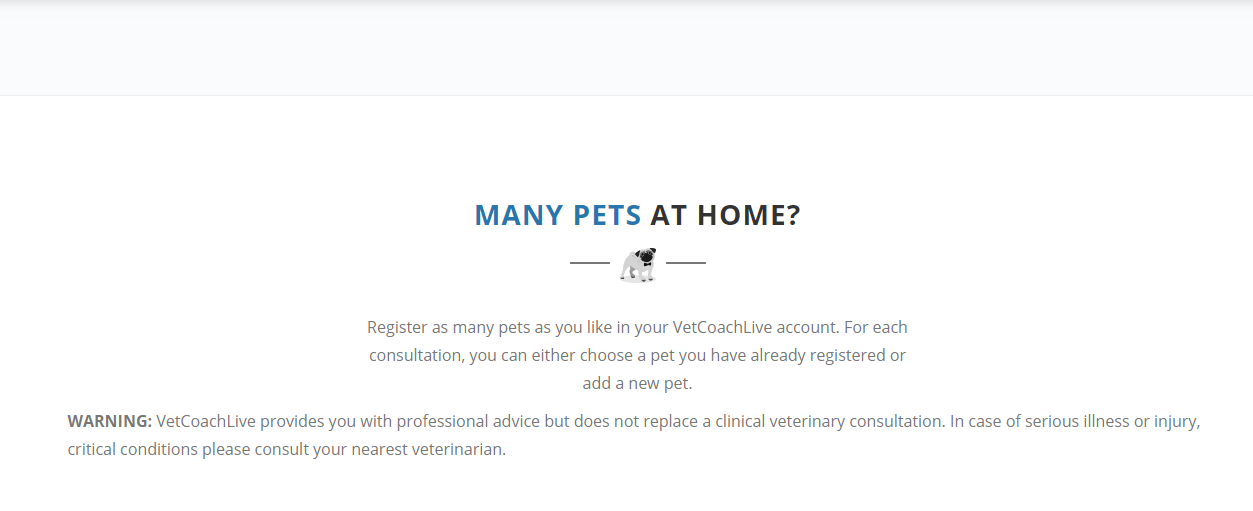 MANY PETS AT HOME?
Register as many pets as you like in your VetCoachLive account. For each
consultation, you can either choose a pet you have already registered or
add a new pet.
WARNING: VetCoachLive provides you with professional advice but does not replace a clinical veterinary consultation. In case of serious illness or injury,
critical conditions please consult your nearest veterinarian.